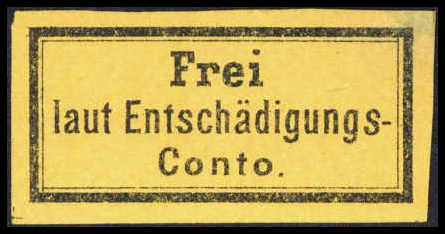 Frei
laut Entschädigungs-
Conto.